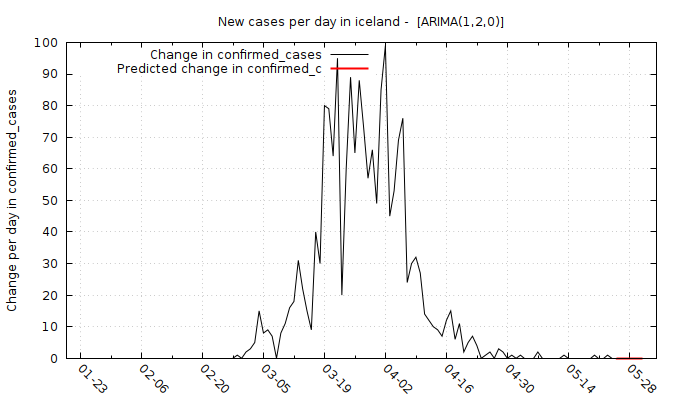 New cases per day in iceland - [ARIMA(1,2,0)]
Change in confirmed_cases
Predicted change in confirmed_c
Change per day in confirmed_cases
100
90
80
70
60
50
40
30
20
10
0
01-23 02-06 02-20 03-05 03-19 04-02 04-16 04-30 05-14 05-28